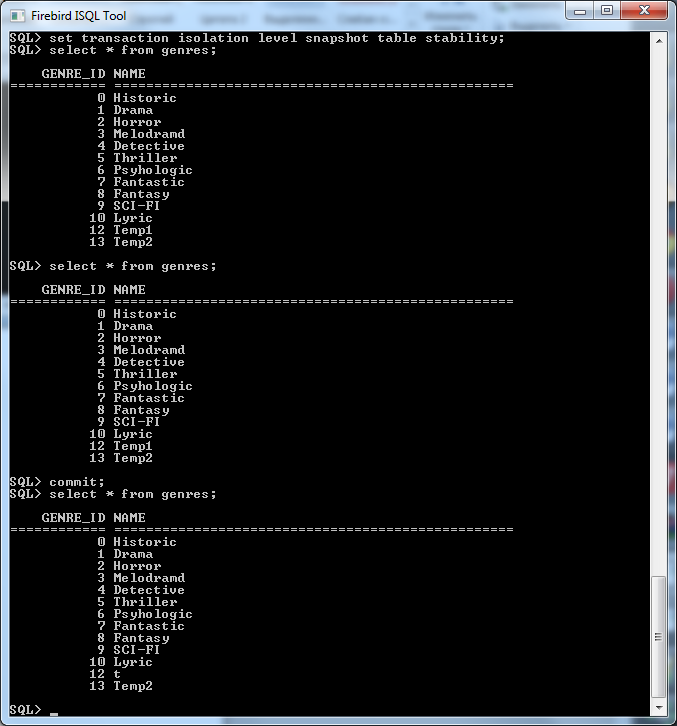 Firebird ISQL Tool
SQL> set transaction isolation level snapshot table stability;
SQL> select * from genres;
GENRE_ID NAME
============ ==================================================
0 Historic
1 Drama
2 Horror
3 Melodramd
4 Detective
5 Thriller
6 Psyhologic
7 Fantastic
8 Fantasy
9 SCI-FI
10 Lyric
12 Temp1
13 Temp2
SQL> select * from genres;
GENRE_ID NAME
============ ==================================================
0 Historic
1 Drama
2 Horror
3 Melodramd
4 Detective
5 Thriller
6 Psyhologic
7 Fantastic
8 Fantasy
9 SCI-FI
10 Lyric
12 Temp1
13 Temp2
SQL> commit;
SQL> select * from genres;
GENRE_ID NAME
============ ==================================================
0 Historic
1 Drama
2 Horror
3 Melodramd
4 Detective
5 Thriller
6 Psyhologic
7 Fantastic
8 Fantasy
9 SCI-FI
10 Lyric
12 t
13 Temp2
SQL> _